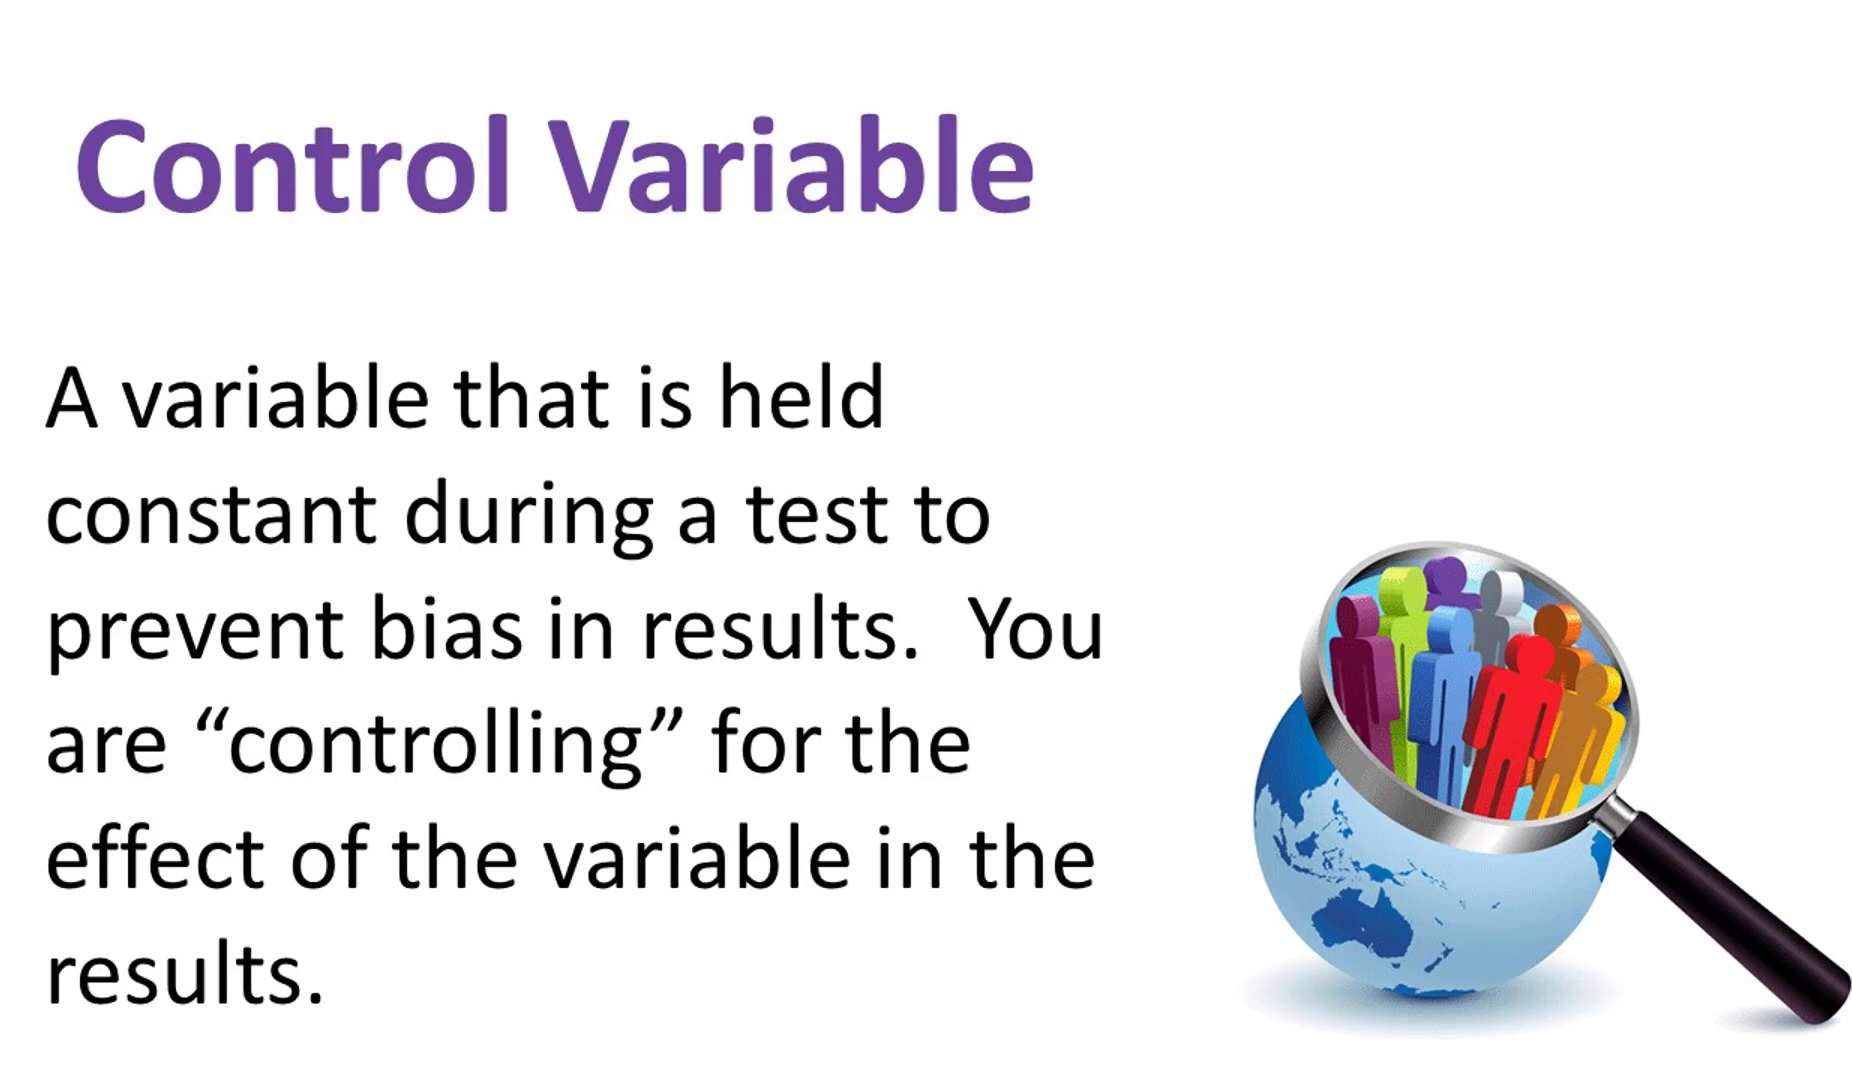 Control Variable
A variable that is held
constant during a test to
prevent bias in results.  You
are “controlling” for the
effect of the variable in the
results.